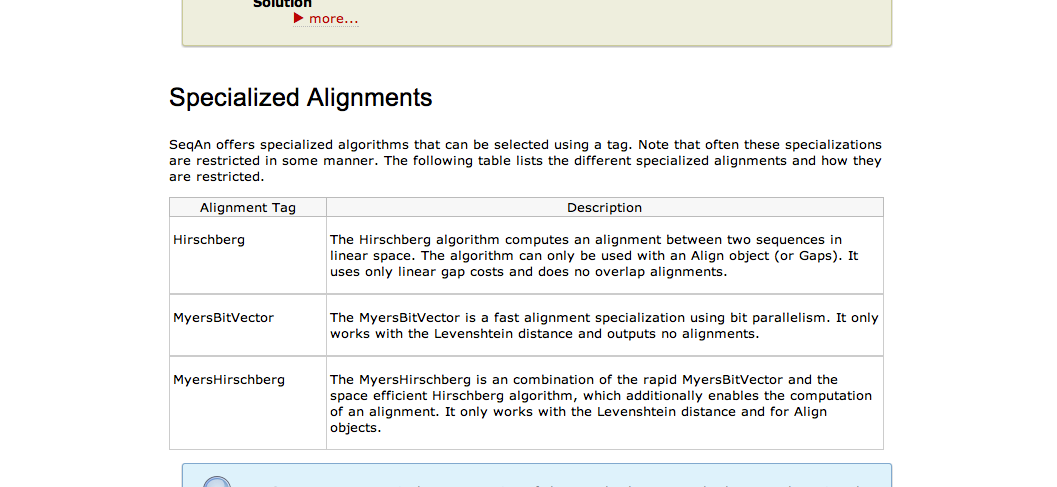 Solution
more...
Specialized Alignments
SeqAn offers specialized algorithms that can be selected using a tag. Note that often these specializations
are restricted in some manner. The following table lists the different specialized alignments and how they
are restricted.
Alignment Tag Description
Hirschberg The Hirschberg algorithm computes an alignment between two sequences in
linear space. The algorithm can only be used with an Align object (or Gaps). It
uses only linear gap costs and does no overlap alignments.
MyersBitVector The MyersBitVector is a fast alignment specialization using bit parallelism. It only
works with the Levenshtein distance and outputs no alignments.
MyersHirschberg The MyersHirschberg is an combination of the rapid MyersBitVector and the
space efficient Hirschberg algorithm, which additionally enables the computation
of an alignment. It only works with the Levenshtein distance and for Align
objects.